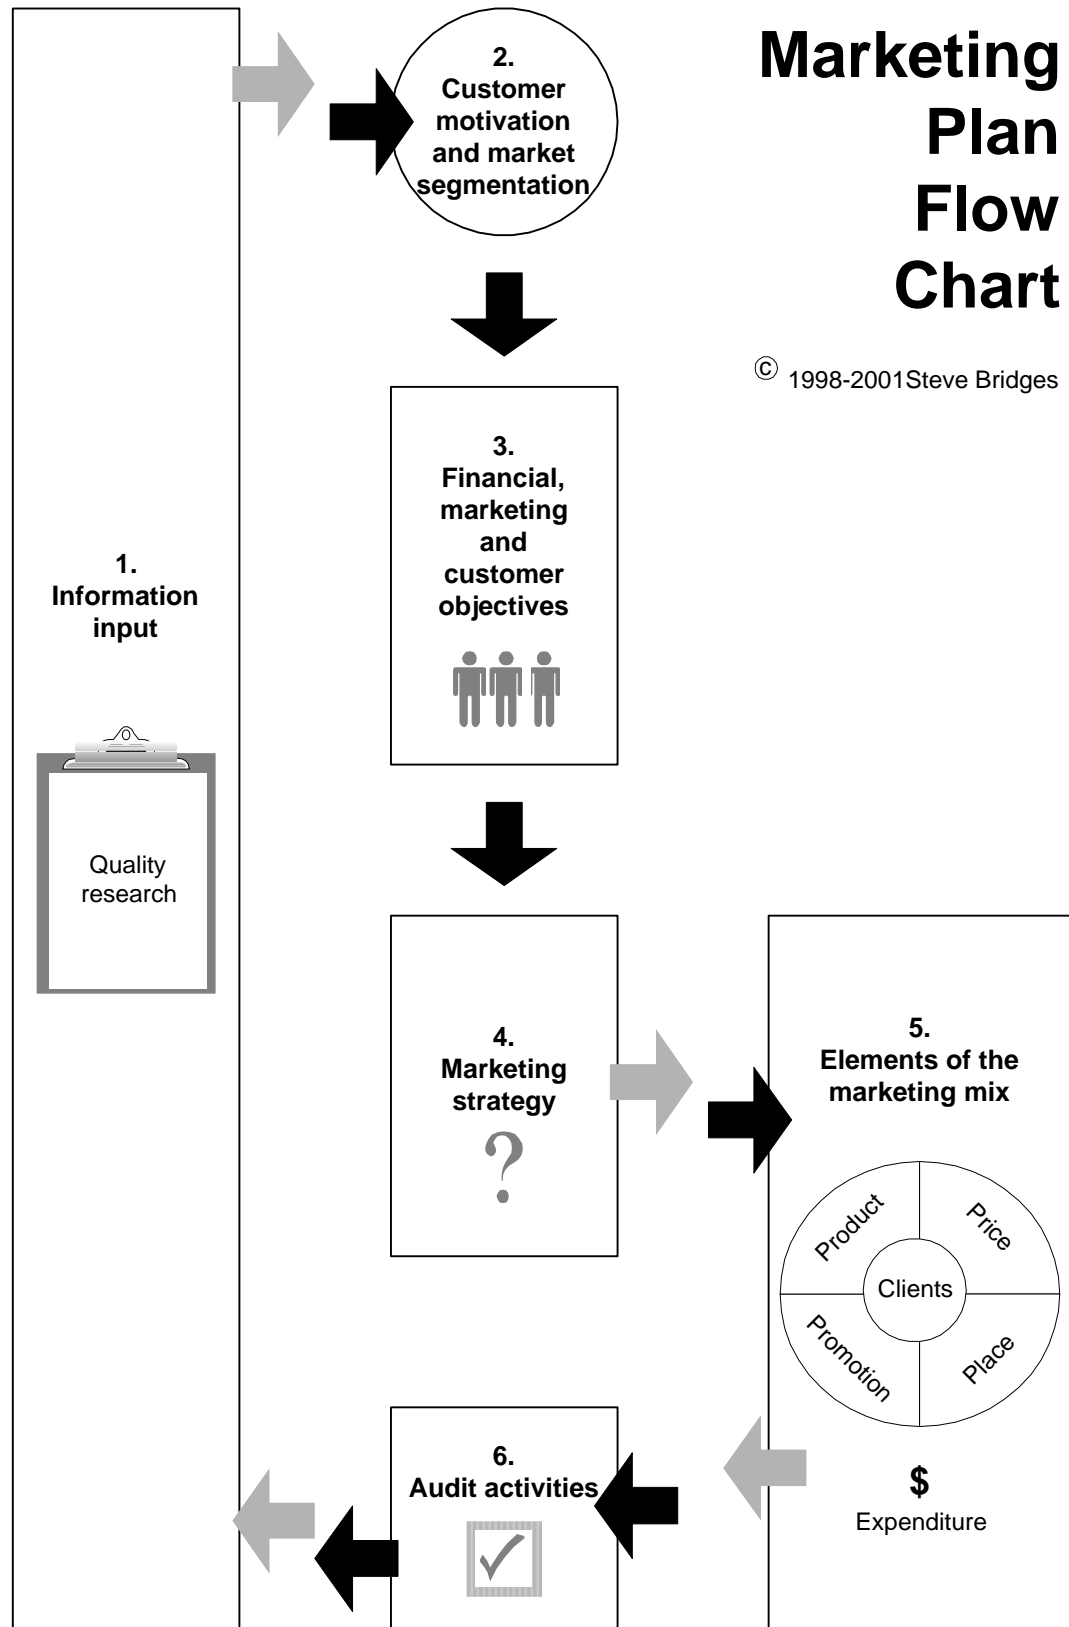 Marketing
Plan
Flow
Chart
© 1998-2001Steve Bridges
1.
Information
input
Quality
research
2.
Customer
motivation
and market
segmentation
3.
Financial,
marketing
and
customer
objectives
4.
Marketing
strategy
?
5.
Elements of the
marketing mix
Product
Price
Clients
Promotion
Place
$
Expenditure
6.
Audit activities